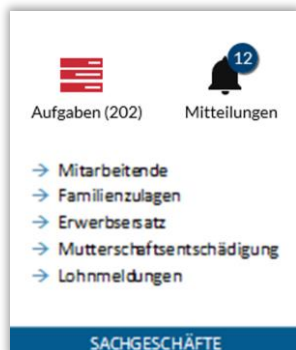 12
Aufgaben (202) Mitteilungen
→ Mitarbeitende
→ Familienzulagen
→ Erwerbsersatz
→ Mutterschaftsentschädigung
→ Lohnmeldungen
SACHGESCHÄFTE